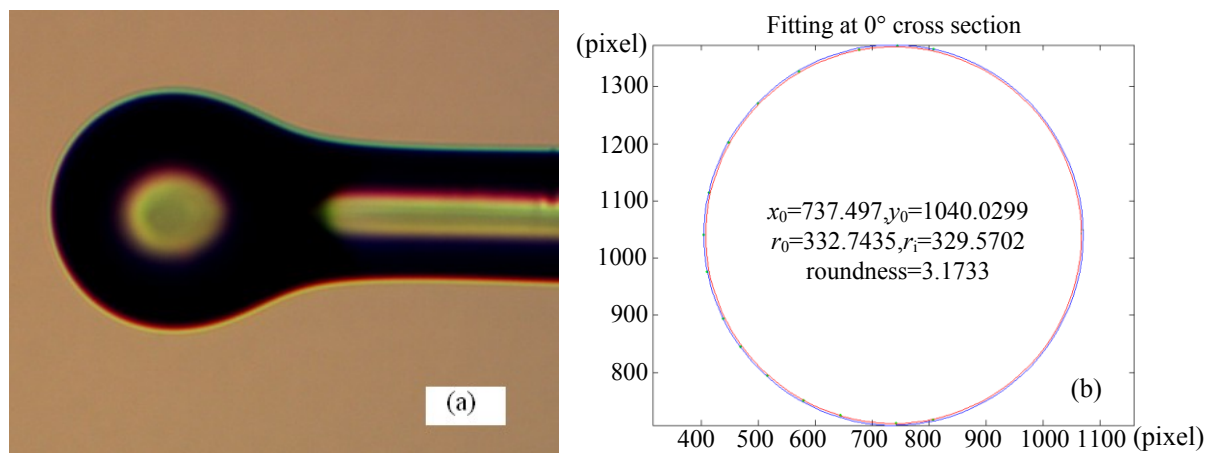 (a)
Fitting at 0° cross section
(pixel)
1300
1200
1100
1000
900
800
x₀=737.497,y₀=1040.0299
r₀=332.7435,rᵢ=329.5702
roundness=3.1733
(b)
400 500 600 700 800 900 1000 1100 (pixel)